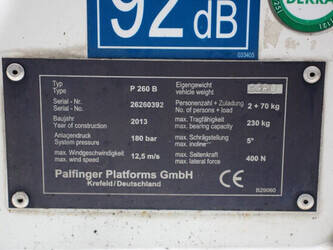 92 dB
DEKRA
033403
Typ
Type
P 260 B
Eigengewicht
vehicle weight
Serial - Nr.
Serial - No.
26260392
Personenzahl + Zuladung
No. of persons + load
2 + 70 kg
Baujahr
Year of construction
2013
max. Tragfähigkeit
max. bearing capacity
230 kg
Anlagendruck
System pressure
180 bar
max. Schrägstellung
max. incline
5°
max. Windgeschwindigkeit
max. wind speed
12,5 m/s
max. Seitenkraft
max. lateral force
400 N
Palfinger Platforms GmbH
Krefeld/Deutschland
CE
B29060